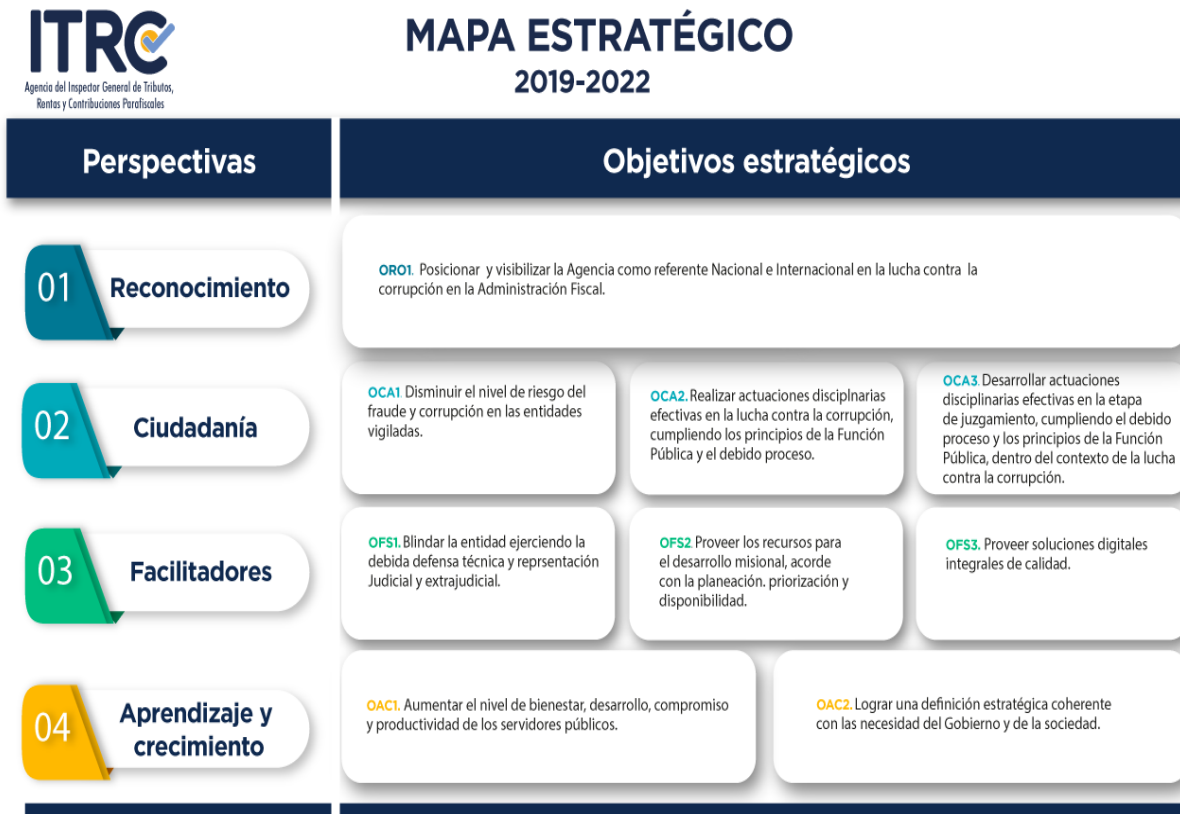 ITRC
Agencia del Inspector General de Tributos,
Rentas y Contribuciones Parafiscales
MAPA ESTRATÉGICO
2019-2022
Perspectivas
Objetivos estratégicos
01
Reconocimiento
ORO1. Posicionar y visibilizar la Agencia como referente Nacional e Internacional en la lucha contra la
corrupción en la Administración Fiscal.
02
Ciudadanía
OCA1. Disminuir el nivel de riesgo del
fraude y corrupción en las entidades
vigiladas.
OCA2. Realizar actuaciones disciplnarias
efectivas en la lucha contra la corrupción,
cumpliendo los principios de la Función
Pública y el debido proceso.
OCA3. Desarrollar actuaciones
disciplinarias efectivas en la etapa
de juzgamiento, cumpliendo el debido
proceso y los principios de la Función
Pública, dentro del contexto de la lucha
contra la corrupción.
03
Facilitadores
OFS1. Blindar la entidad ejerciendo la
debida defensa técnica y reprsentación
Judicial y extrajudicial.
OFS2 Proveer los recursos para
el desarrollo misional, acorde
con la planeación. priorización y
disponibilidad.
OFS3. Proveer soluciones digitales
integrales de calidad.
04
Aprendizaje y
crecimiento
OAC1. Aumentar el nivel de bienestar, desarrollo, compromiso
y productividad de los servidores públicos.
OAC2. Lograr una definición estratégica coherente
con las necesidad del Gobierno y de la sociedad.